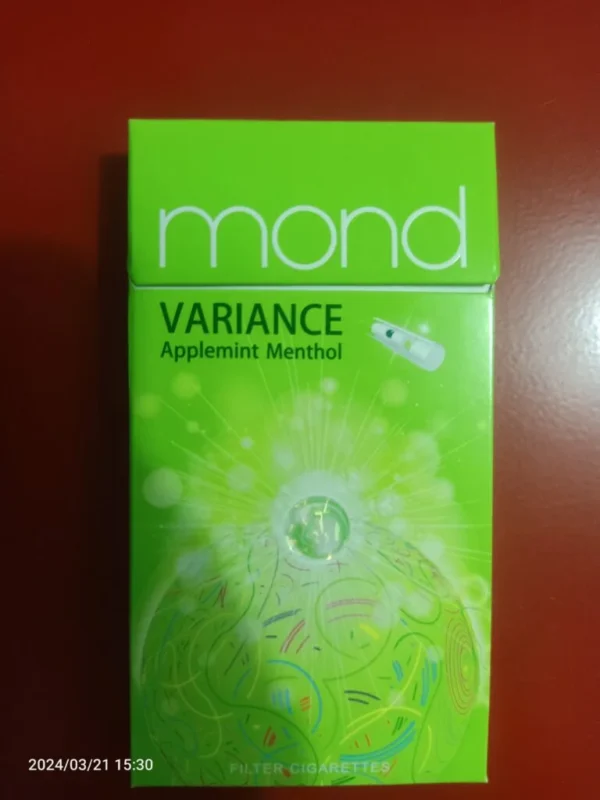 mond
VARIANCE
Applemint Menthol
FILTER CIGARETTES
2024/03/21 15:30